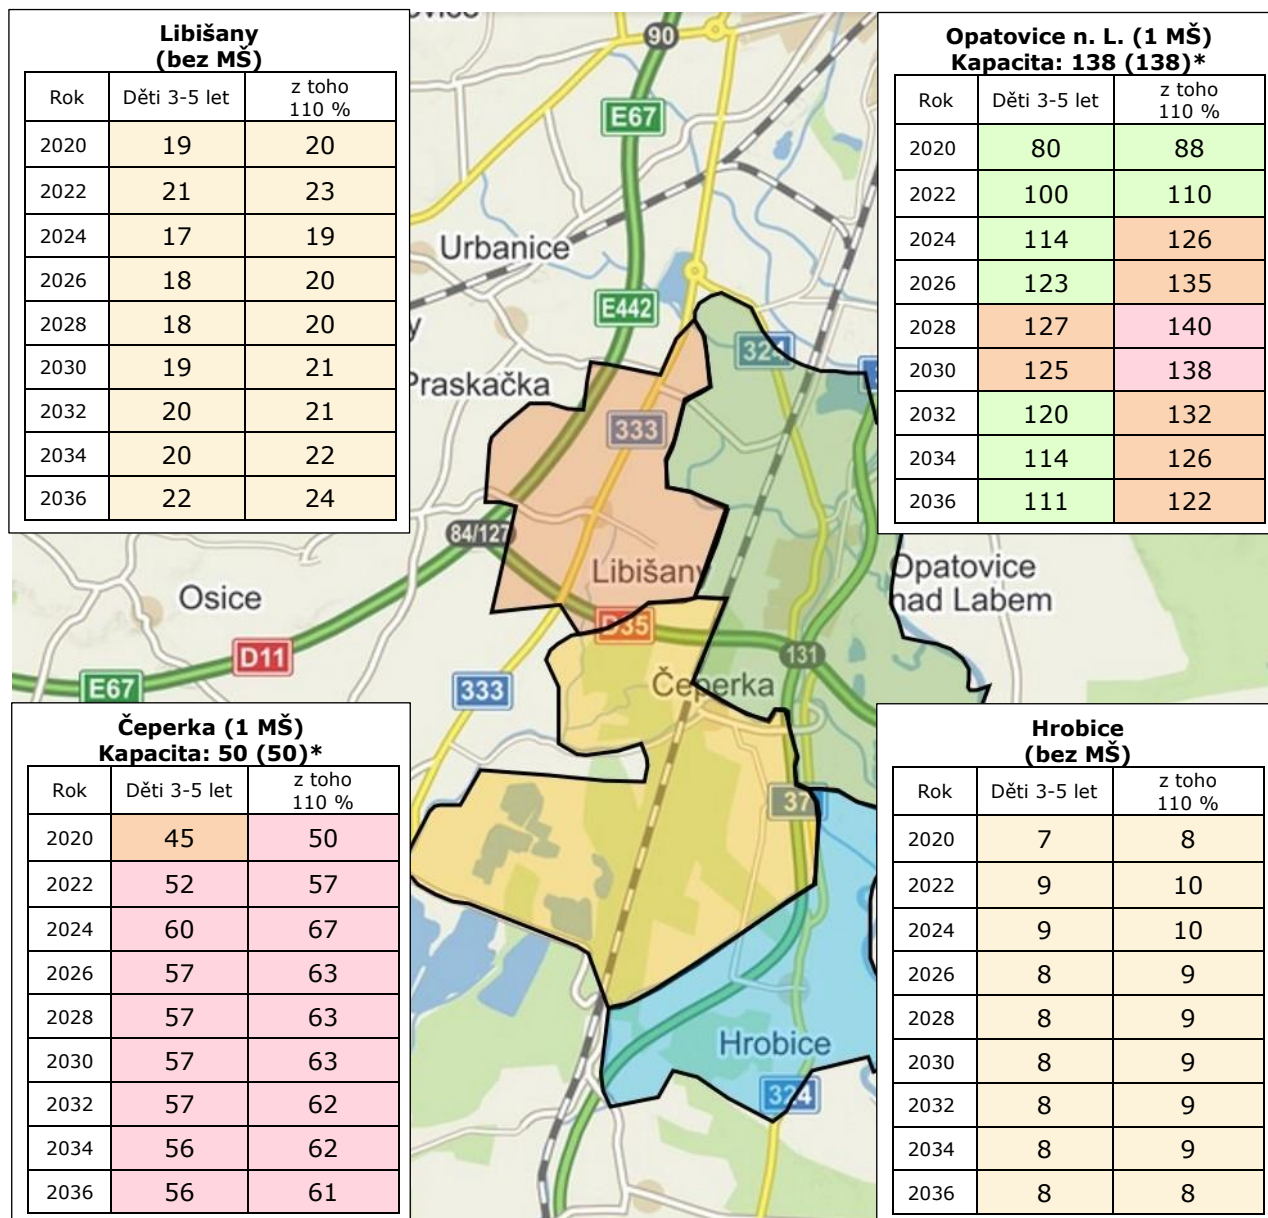 Libišany
(bez MŠ)
Rok Děti 3-5 let z toho 110 %
2020 19 20
2022 21 23
2024 17 19
2026 18 20
2028 18 20
2030 19 21
2032 20 21
2034 20 22
2036 22 24
Opatovice n. L. (1 MŠ)
Kapacita: 138 (138)*
Rok Děti 3-5 let z toho 110 %
2020 80 88
2022 100 110
2024 114 126
2026 123 135
2028 127 140
2030 125 138
2032 120 132
2034 114 126
2036 111 122
90
E67
Urbanice
E442
324
Praskačka
333
84/127
Libišany
Opatovice
nad Labem
Osice
D35
D11
131
E67
333
Čeperka
37
Hrobice
324
Čeperka (1 MŠ)
Kapacita: 50 (50)*
Rok Děti 3-5 let z toho 110 %
2020 45 50
2022 52 57
2024 60 67
2026 57 63
2028 57 63
2030 57 63
2032 57 62
2034 56 62
2036 56 61
Hrobice
(bez MŠ)
Rok Děti 3-5 let z toho 110 %
2020 7 8
2022 9 10
2024 9 10
2026 8 9
2028 8 9
2030 8 9
2032 8 9
2034 8 9
2036 8 8